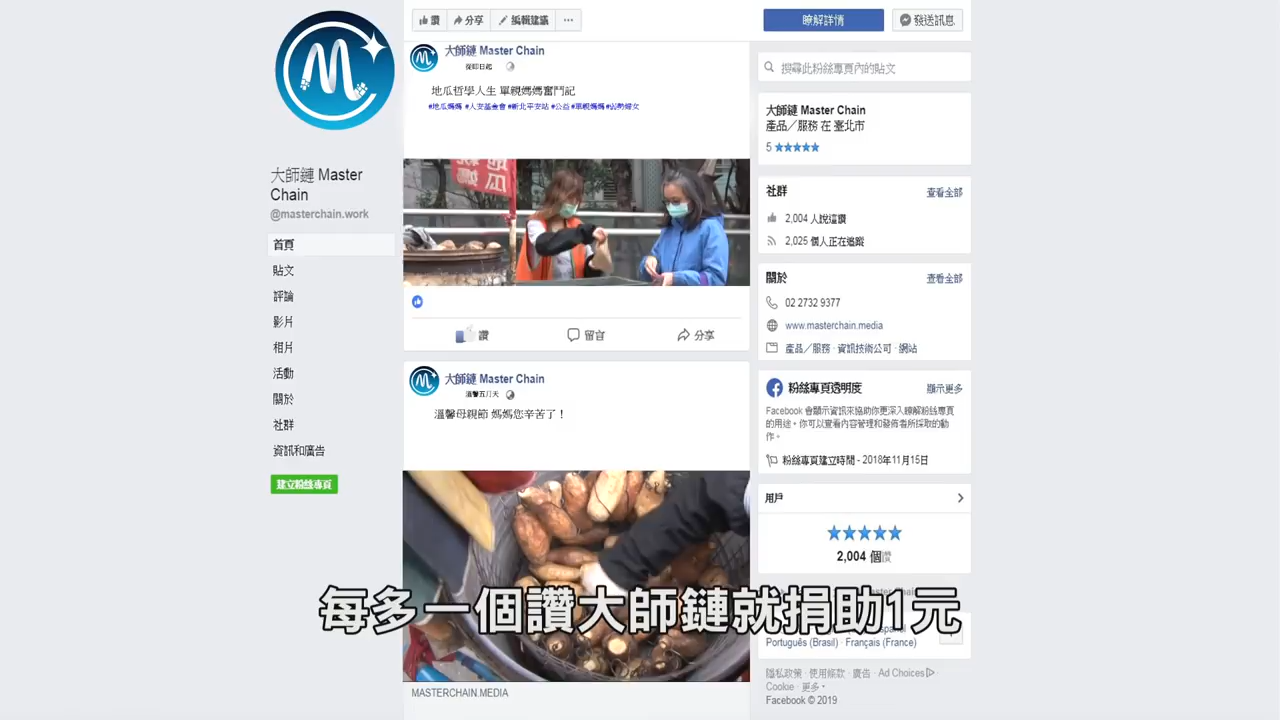 讚 分享 編輯建議 ···
瞭解詳情 發送訊息
大師鏈 Master
Chain
@masterchain.work
首頁
貼文
評論
影片
相片
活動
關於
社群
資訊和廣告
建立粉絲專頁
大師鏈 Master Chain
從即日起
地瓜哲學人生 單親媽媽奮鬥記
#地瓜媽媽 #人安基金會 #新北平安站 #公益 #單親媽媽 #弱勢婦女
讚 留言 分享
大師鏈 Master Chain
溫馨五月天
溫馨母親節 媽媽您辛苦了！
每多一個讚大師鏈就捐助1元
MASTERCHAIN.MEDIA
搜尋此粉絲專頁內的貼文
大師鏈 Master Chain
產品／服務 在 臺北市
5 ★★★★★
社群 查看全部
2,004 人說這讚
2,025 個人正在追蹤
關於 查看全部
02 2732 9377
www.masterchain.media
產品／服務 · 資訊技術公司 · 網站
粉絲專頁透明度 顯示更多
Facebook 會顯示資訊來協助你更深入瞭解粉絲專頁
的用途。你可以查看內容管理和發佈者所採取的動
作。
粉絲專頁建立時間 - 2018年11月15日
用戶
2,004 個讚
Português (Brasil) · Français (France)
隱私政策 · 使用條款 · 廣告 · Ad Choices
Cookie · 更多
Facebook © 2019